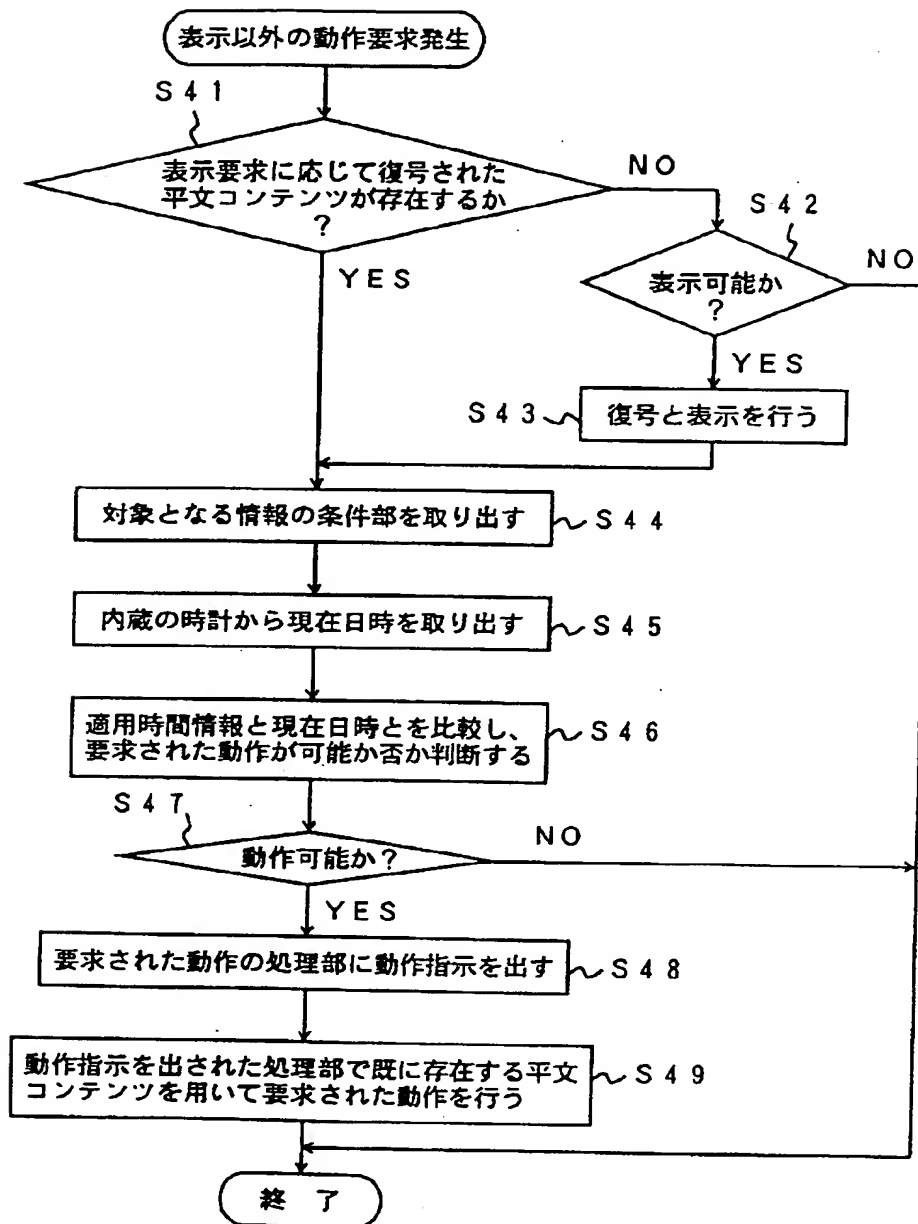 表示以外の動作要求発生
S41
表示要求に応じて復号された
平文コンテンツが存在するか
?
NO
YES
S42
表示可能か
?
NO
YES
S43
復号と表示を行う
対象となる情報の条件部を取り出す
S44
内蔵の時計から現在日時を取り出す
S45
適用時間情報と現在日時とを比較し、
要求された動作が可能か否か判断する
S46
S47
動作可能か?
NO
YES
要求された動作の処理部に動作指示を出す
S48
動作指示を出された処理部で既に存在する平文
コンテンツを用いて要求された動作を行う
S49
終 了